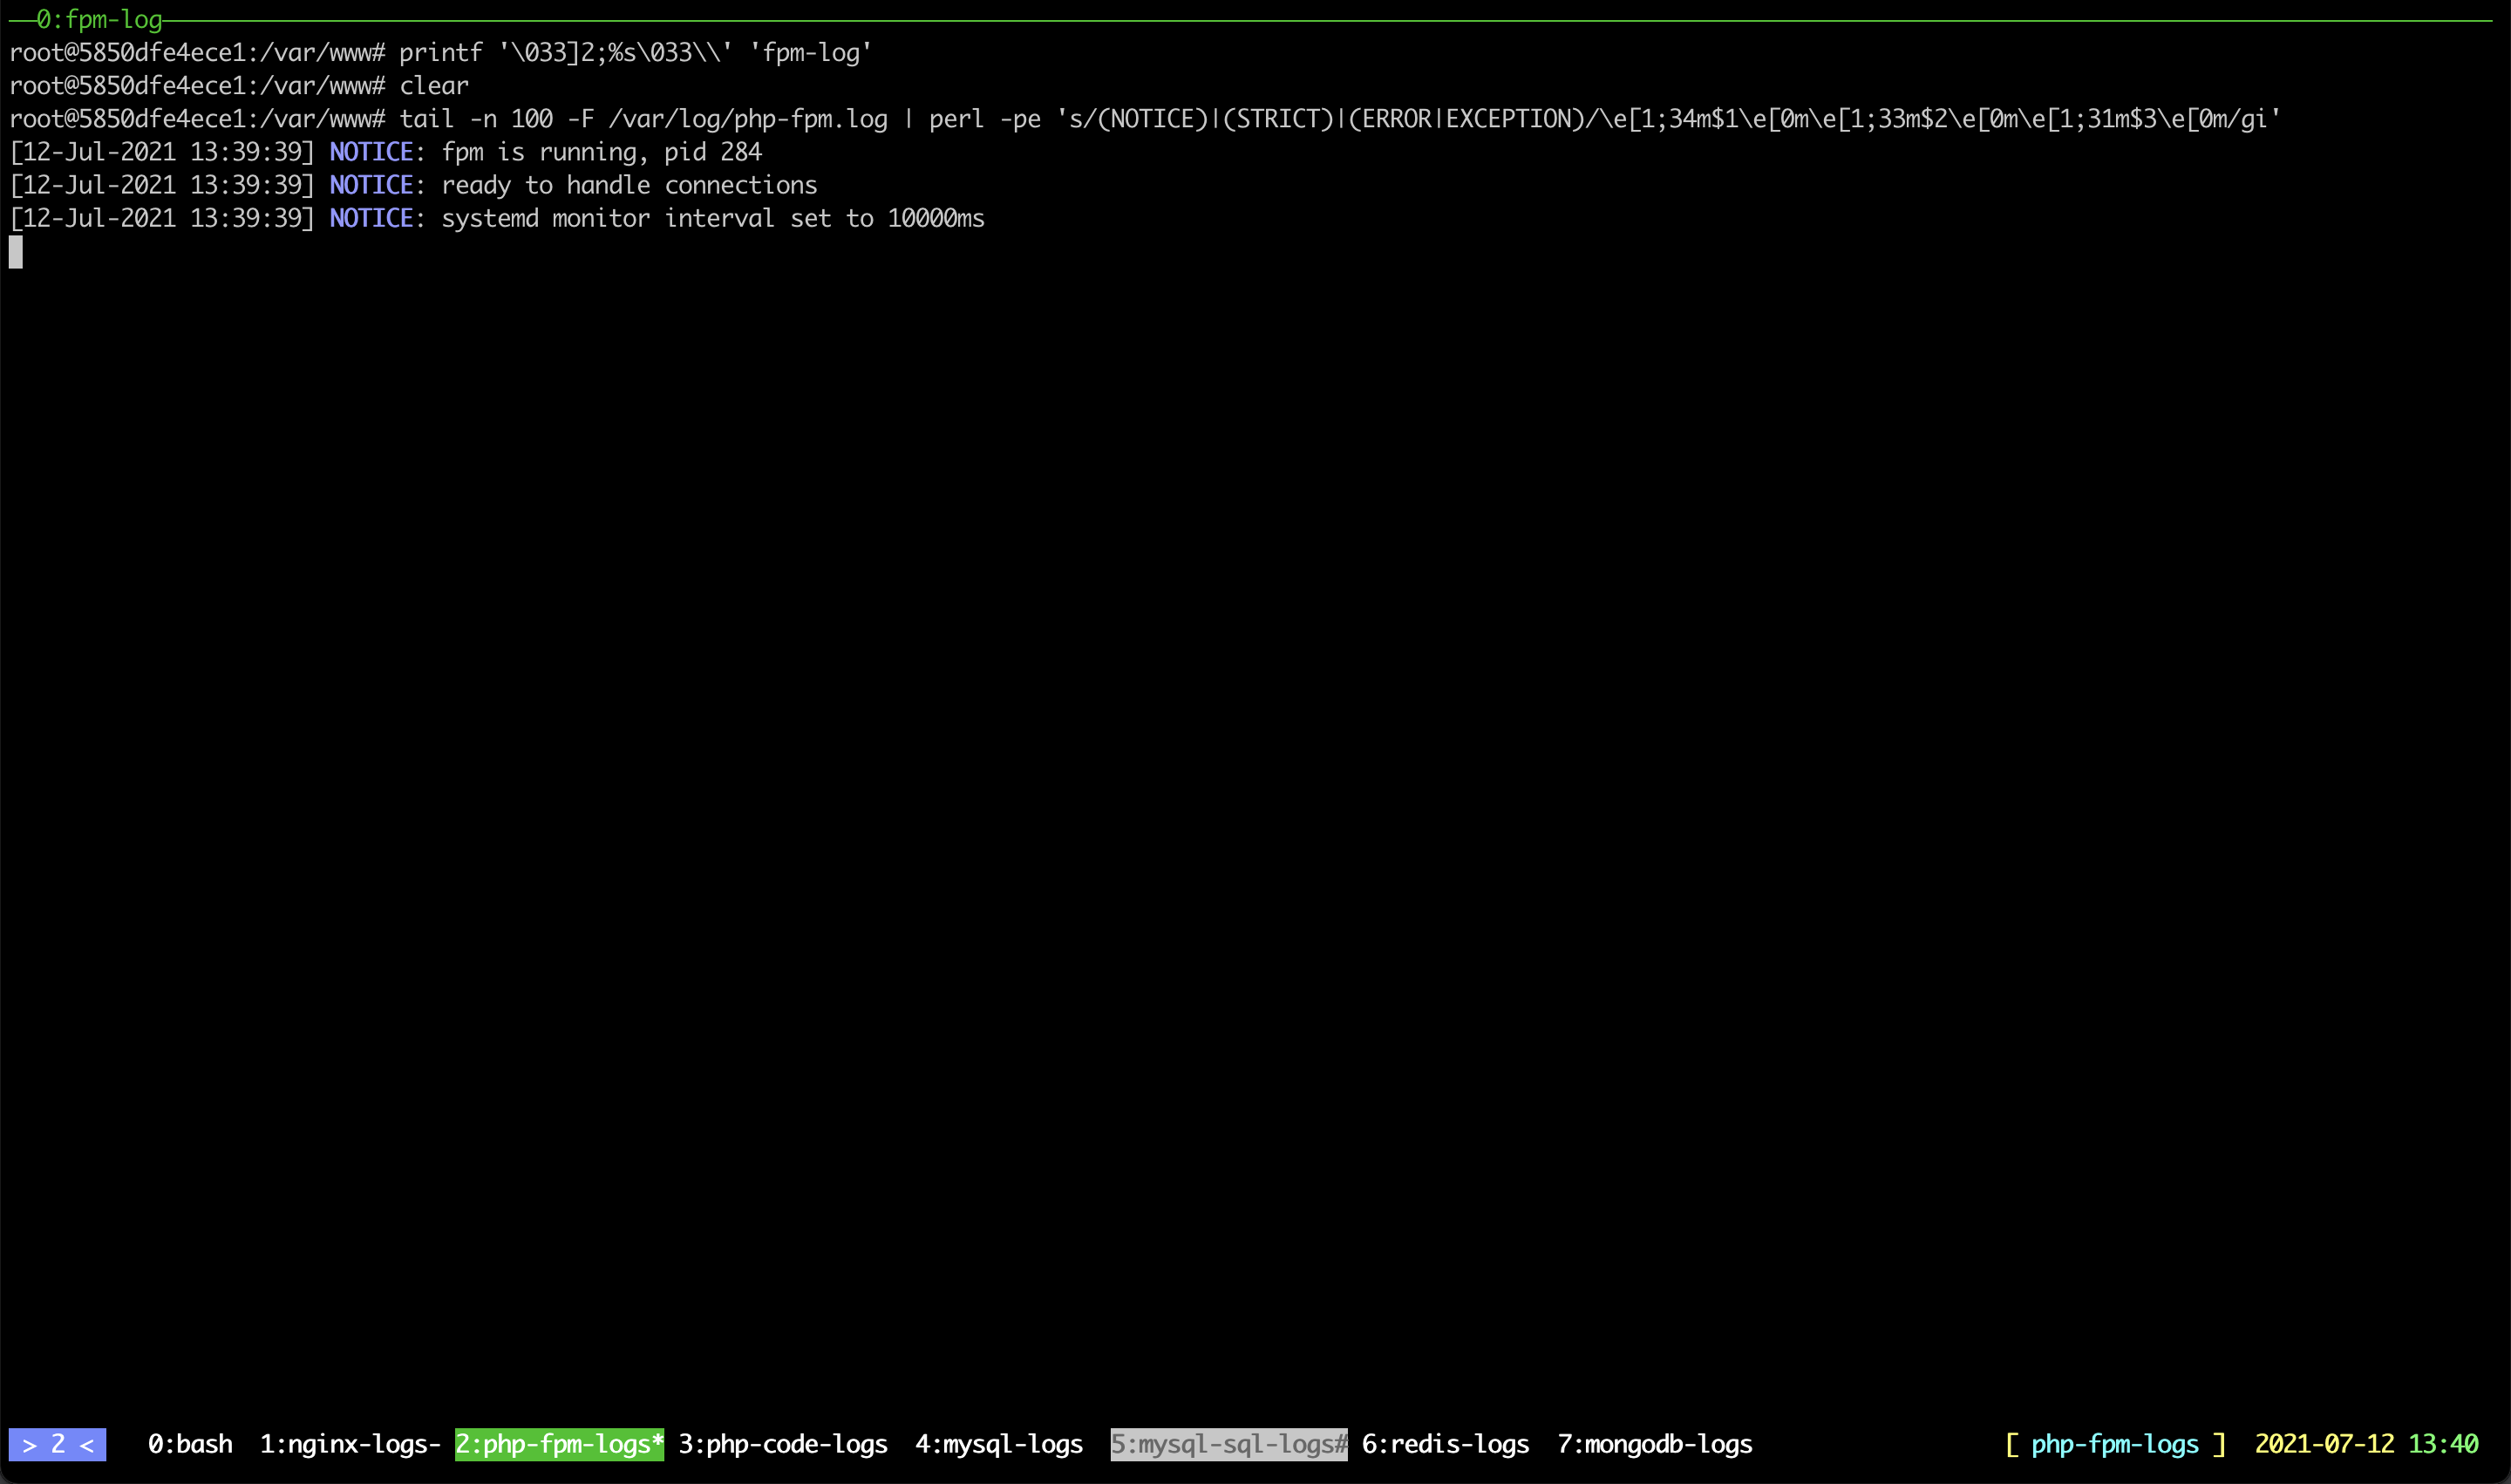 0:fpm-log
root@5850dfe4ece1:/var/www# printf '\033]2;%s\033\\' 'fpm-log'
root@5850dfe4ece1:/var/www# clear
root@5850dfe4ece1:/var/www# tail -n 100 -F /var/log/php-fpm.log | perl -pe 's/(NOTICE)|(STRICT)|(ERROR|EXCEPTION)/\e[1;34m$1\e[0m\e[1;33m$2\e[0m\e[1;31m$3\e[0m/gi'
[12-Jul-2021 13:39:39] NOTICE: fpm is running, pid 284
[12-Jul-2021 13:39:39] NOTICE: ready to handle connections
[12-Jul-2021 13:39:39] NOTICE: systemd monitor interval set to 10000ms
> 2 < 0:bash 1:nginx-logs- 2:php-fpm-logs* 3:php-code-logs 4:mysql-logs 5:mysql-sql-logs# 6:redis-logs 7:mongodb-logs [ php-fpm-logs ] 2021-07-12 13:40